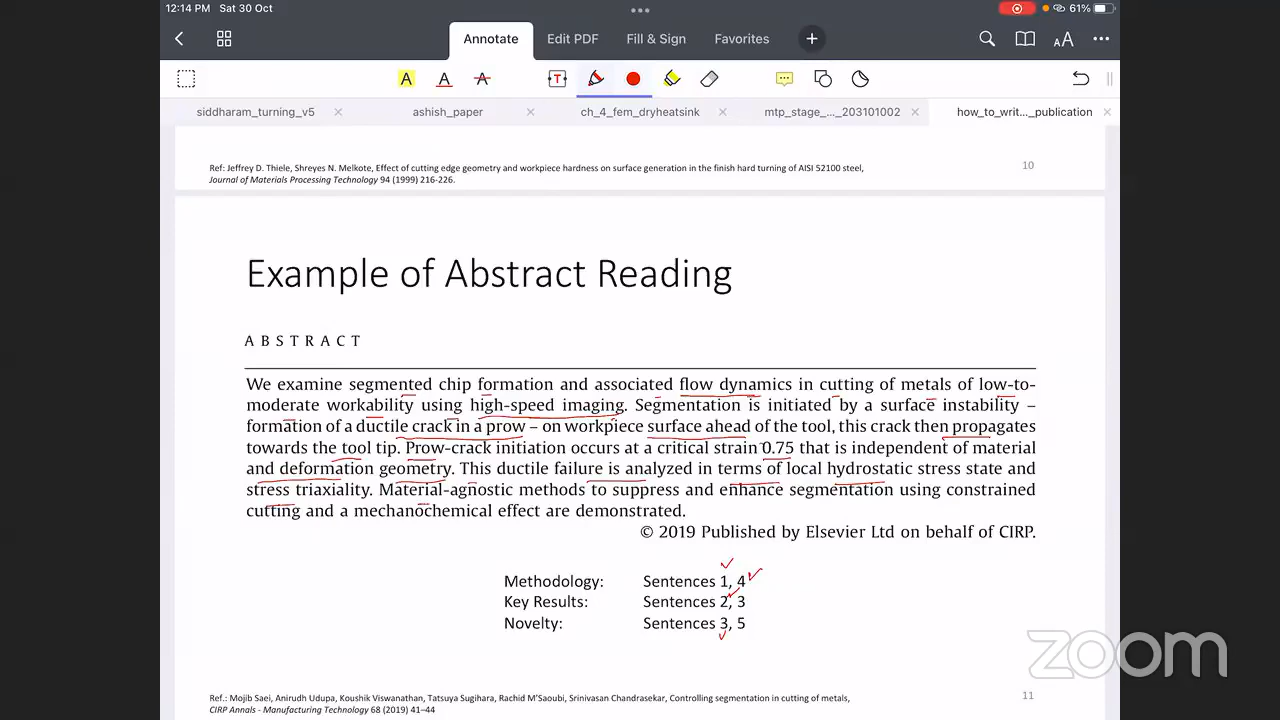 12:14 PM Sat 30 Oct
61%
Annotate Edit PDF Fill & Sign Favorites
AA
A A A T
siddharam_turning_v5 ashish_paper ch_4_fem_dryheatsink mtp_stage_..._203101002 how_to_writ..._publication
Ref: Jeffrey D. Thiele, Shreyes N. Melkote, Effect of cutting edge geometry and workpiece hardness on surface generation in the finish hard turning of AISI 52100 steel,
Journal of Materials Processing Technology 94 (1999) 216-226.
10
Example of Abstract Reading
ABSTRACT
We examine segmented chip formation and associated flow dynamics in cutting of metals of low-to-
moderate workability using high-speed imaging. Segmentation is initiated by a surface instability –
formation of a ductile crack in a prow – on workpiece surface ahead of the tool, this crack then propagates
towards the tool tip. Prow-crack initiation occurs at a critical strain ~0.75 that is independent of material
and deformation geometry. This ductile failure is analyzed in terms of local hydrostatic stress state and
stress triaxiality. Material-agnostic methods to suppress and enhance segmentation using constrained
cutting and a mechanochemical effect are demonstrated.
© 2019 Published by Elsevier Ltd on behalf of CIRP.
Methodology: Sentences 1, 4
Key Results: Sentences 2, 3
Novelty: Sentences 3, 5
zoom
Ref.: Mojib Saei, Anirudh Udupa, Koushik Viswanathan, Tatsuya Sugihara, Rachid M'Saoubi, Srinivasan Chandrasekar, Controlling segmentation in cutting of metals,
CIRP Annals - Manufacturing Technology 68 (2019) 41–44
11